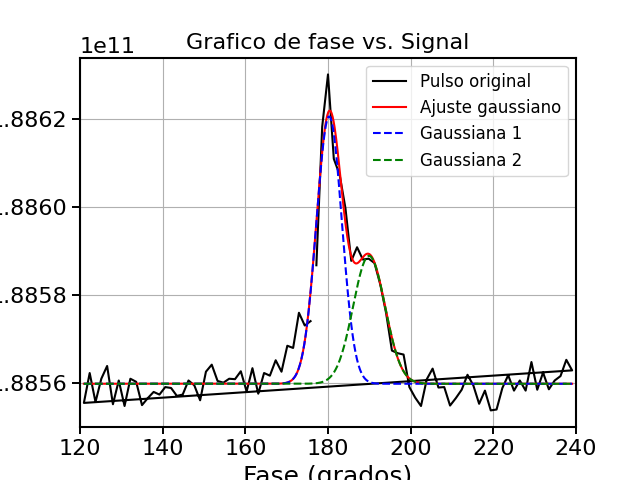 Grafico de fase vs. Signal
1e11
Pulso original
Ajuste gaussiano
Gaussiana 1
Gaussiana 2
.8862
.8860
.8858
.8856
120 140 160 180 200 220 240
Fase (grados)